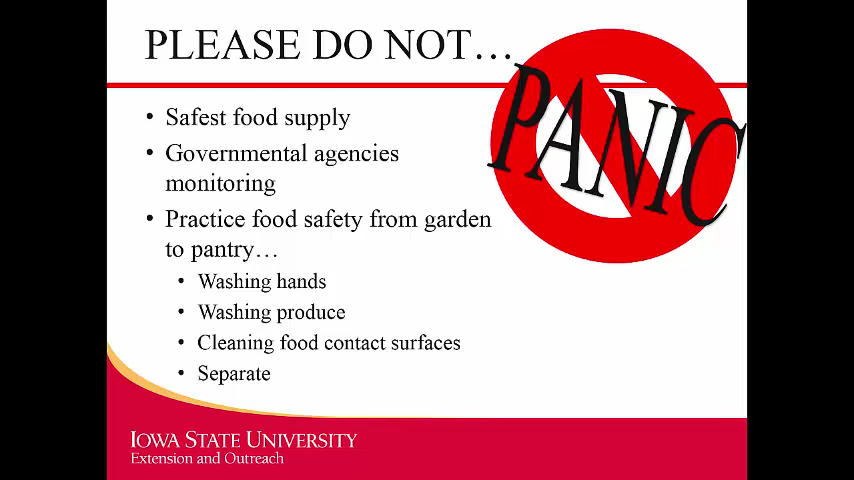 PLEASE DO NOT...
PANIC
• Safest food supply
• Governmental agencies
monitoring
• Practice food safety from garden
to pantry...
• Washing hands
• Washing produce
• Cleaning food contact surfaces
• Separate
IOWA STATE UNIVERSITY
Extension and Outreach